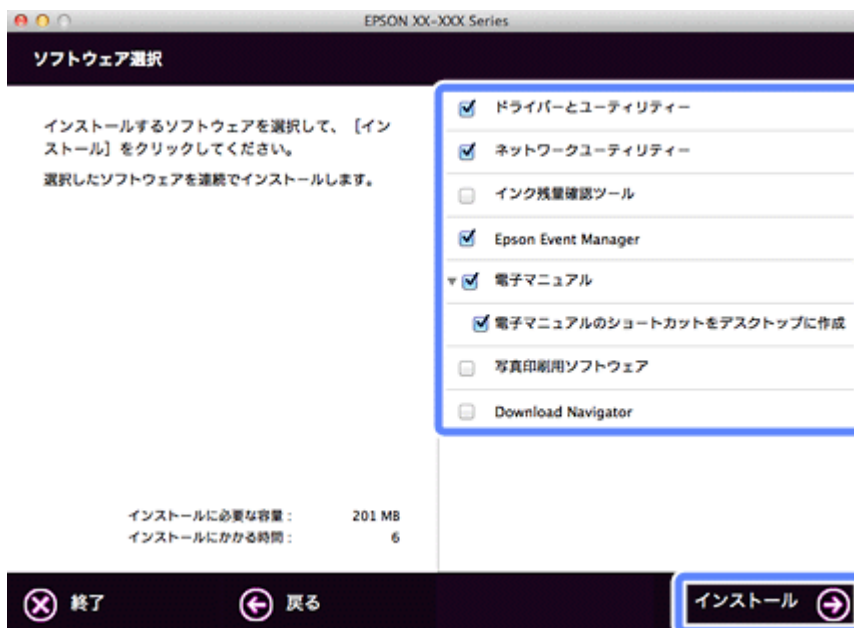 EPSON XX-XXX Series
ソフトウェア選択
インストールするソフトウェアを選択して、［イン
ストール］をクリックしてください。
選択したソフトウェアを連続でインストールします。
ドライバーとユーティリティー
ネットワークユーティリティー
インク残量確認ツール
Epson Event Manager
電子マニュアル
電子マニュアルのショートカットをデスクトップに作成
写真印刷用ソフトウェア
Download Navigator
インストールに必要な容量： 201 MB
インストールにかかる時間： 6
終了 戻る インストール